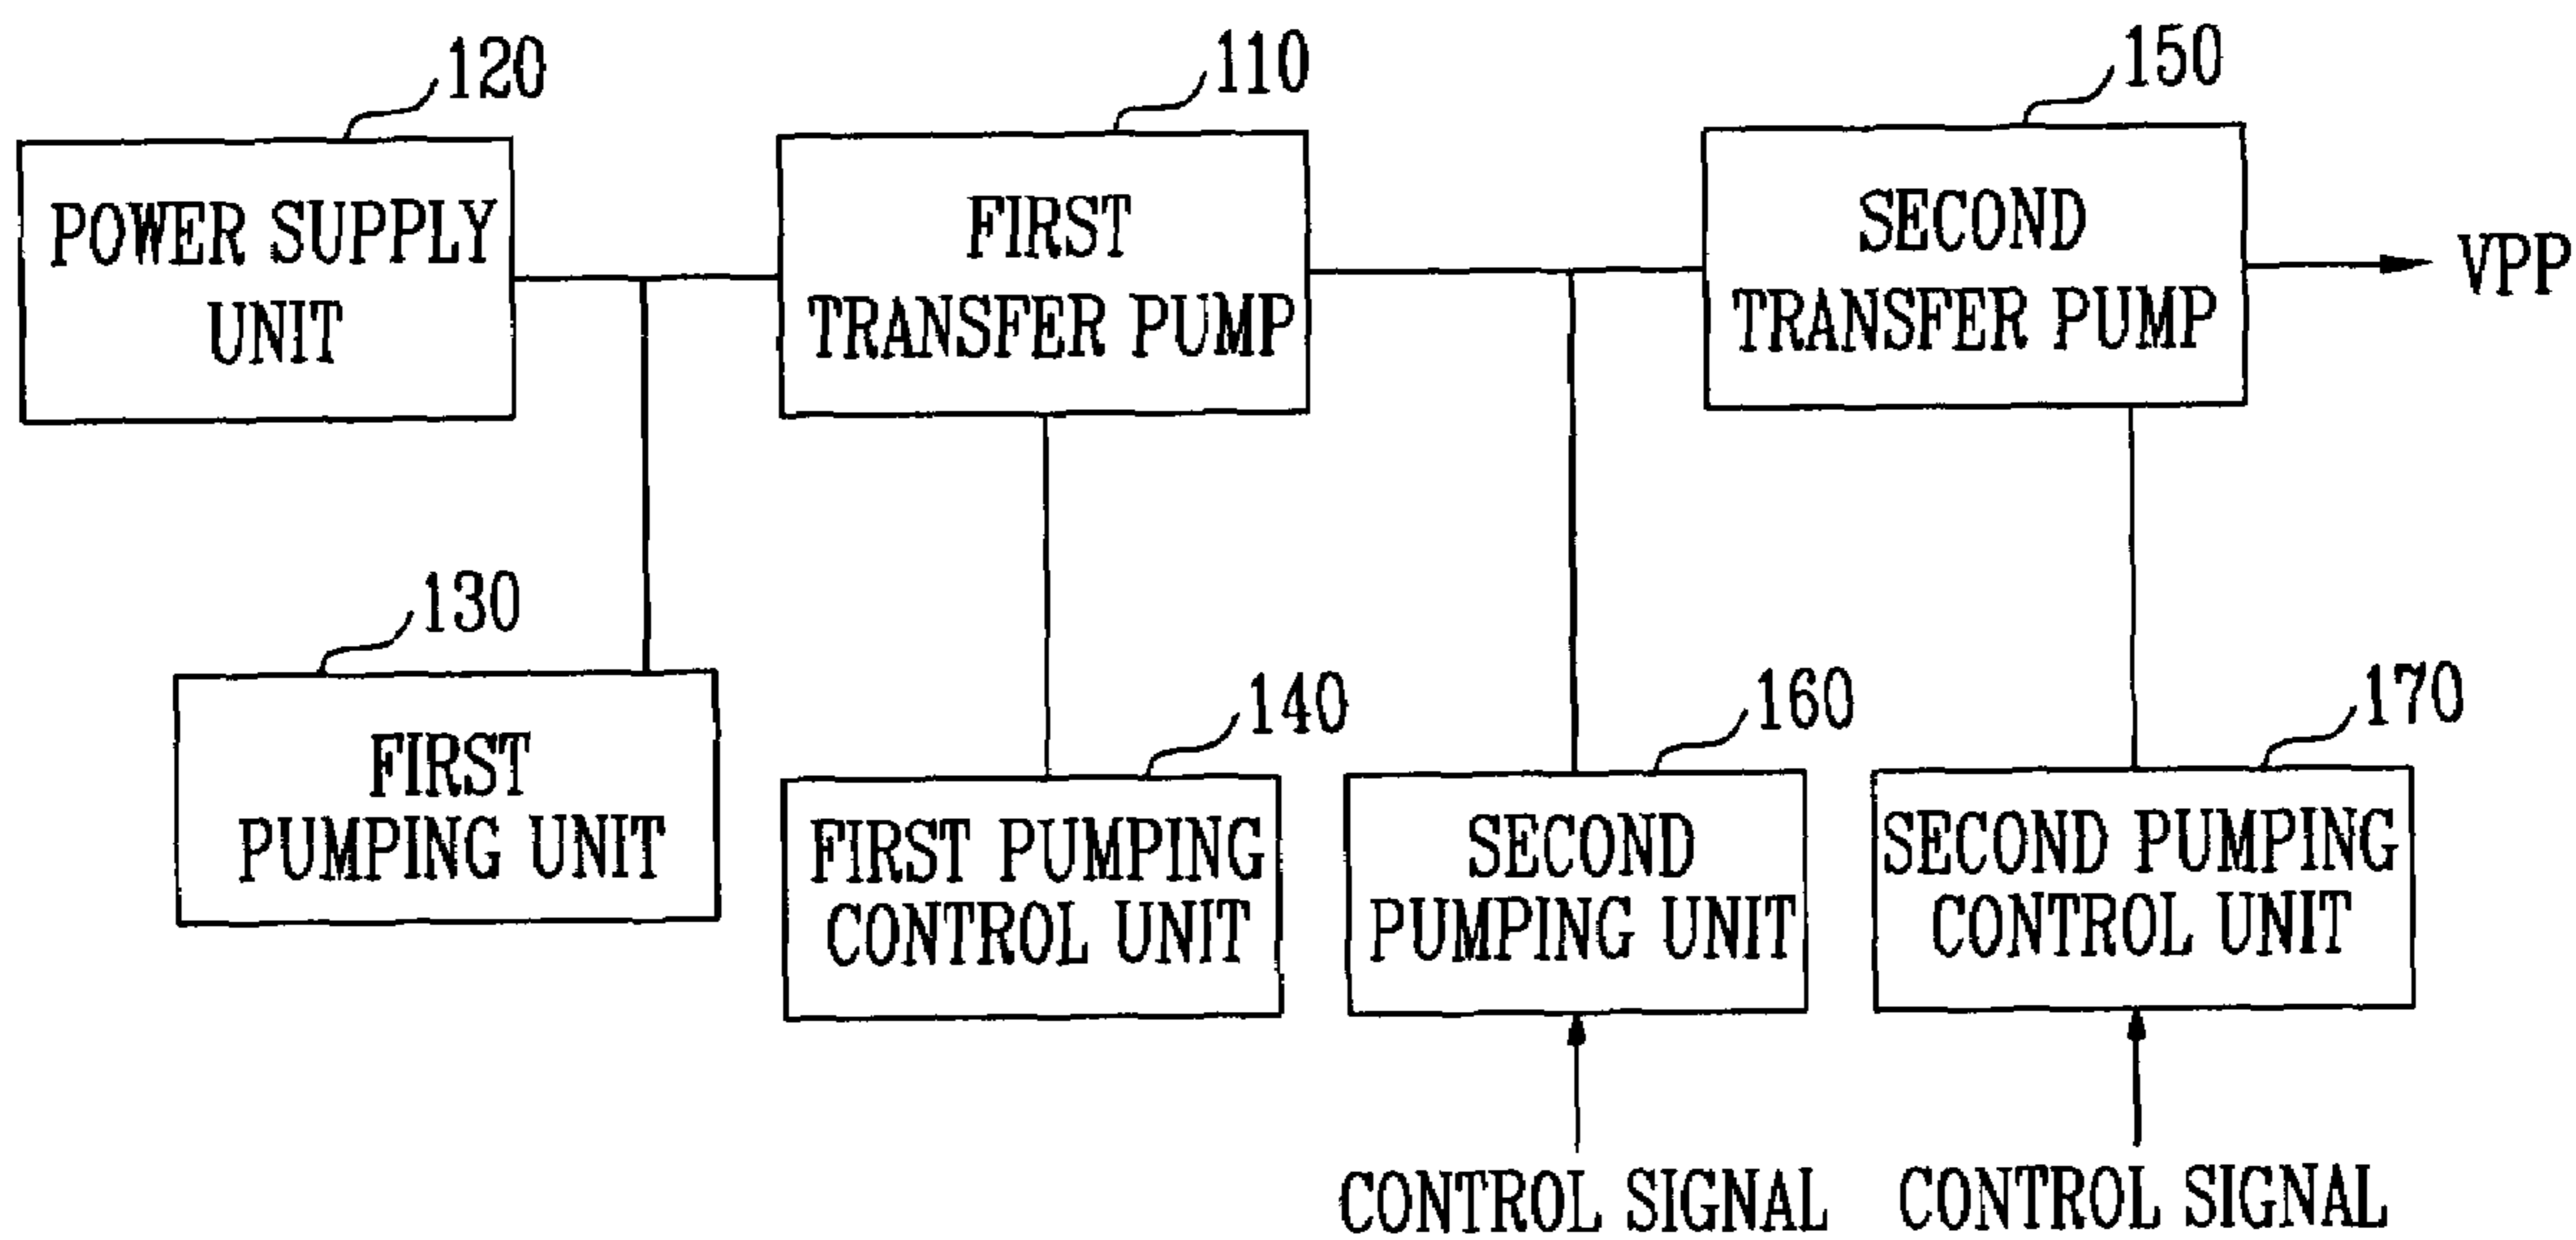 120
110
150
POWER SUPPLY
UNIT
FIRST
TRANSFER PUMP
SECOND
TRANSFER PUMP
VPP
130
140
160
170
FIRST
PUMPING UNIT
FIRST PUMPING
CONTROL UNIT
SECOND
PUMPING UNIT
SECOND PUMPING
CONTROL UNIT
CONTROL SIGNAL
CONTROL SIGNAL